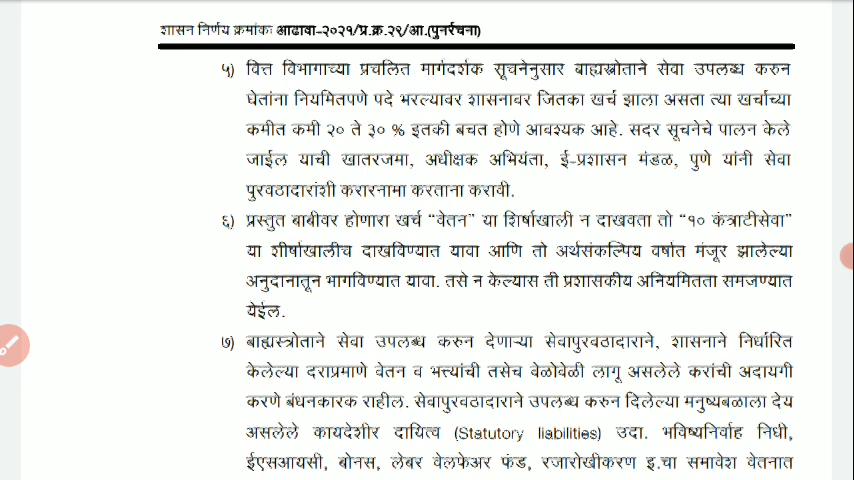 शासन निर्णय क्रमांकः आढावा-२०२१/प्र.क्र.२९/आ.(पुनर्रचना)
५) वित्त विभागाच्या प्रचलित मार्गदर्शक सूचनेनुसार बाह्यस्त्रोताने सेवा उपलब्ध करुन
घेतांना नियमितपणे पदे भरल्यावर शासनावर जितका खर्च झाला असता त्या खर्चाच्या
कमीत कमी २० ते ३० % इतकी बचत होणे आवश्यक आहे. सदर सूचनेचे पालन केले
जाईल याची खातरजमा, अधीक्षक अभियंता, ई-प्रशासन मंडळ, पुणे यांनी सेवा
पुरवठादारांशी करारनामा करताना करावी.
६) प्रस्तुत बाबीवर होणारा खर्च “वेतन” या शिर्षाखाली न दाखवता तो “१० कंत्राटीसेवा”
या शीर्षाखालीच दाखविण्यात यावा आणि तो अर्थसंकल्पिय वर्षात मंजूर झालेल्या
अनुदानातून भागविण्यात यावा. तसे न केल्यास ती प्रशासकीय अनियमितता समजण्यात
येईल.
७) बाह्यस्त्रोताने सेवा उपलब्ध करुन देणाऱ्या सेवापुरवठादाराने, शासनाने निर्धारित
केलेल्या दराप्रमाणे वेतन व भत्त्यांची तसेच वेळोवेळी लागू असलेले करांची अदायगी
करणे बंधनकारक राहील. सेवापुरवठादाराने उपलब्ध करुन दिलेल्या मनुष्यबळाला देय
असलेले कायदेशीर दायित्व (Statutory liabilities) उदा. भविष्यनिर्वाह निधी,
ईएसआयसी, बोनस, लेबर वेलफेअर फंड, रजारोखीकरण इ.चा समावेश वेतनात